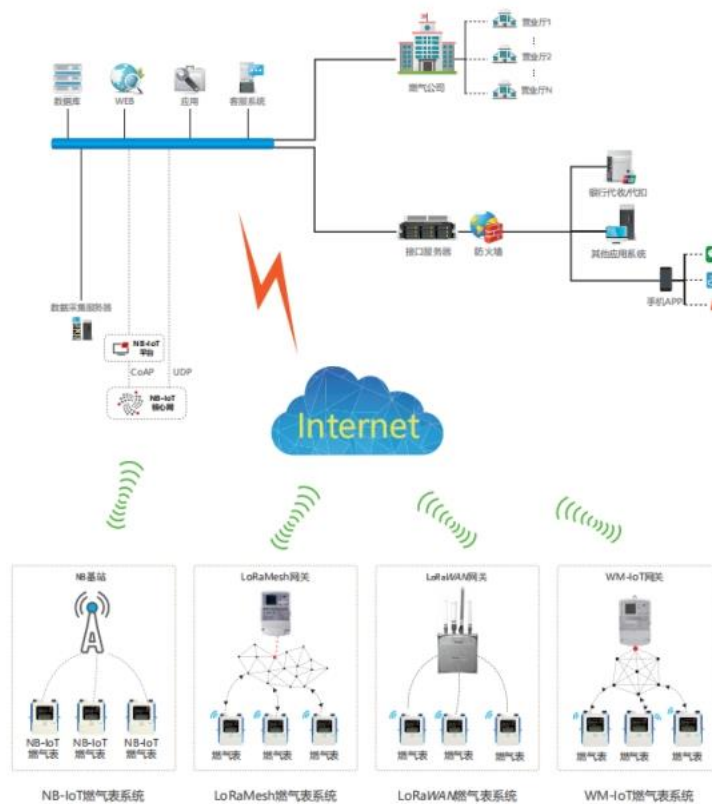 营业厅1
燃气公司
营业厅2
营业厅N
数据库
WEB
应用
客服系统
银行代收/代扣
接口服务器
防火墙
其他应用系统
手机APP
数据采集服务器
NB-IoT
平台
CoAP
UDP
NB-IoT
核心网
Internet
NB基站
LoRaMesh网关
LoRaWAN网关
WM-IoT网关
NB-IoT
燃气表
NB-IoT
燃气表
NB-IoT
燃气表
燃气表
燃气表
燃气表
燃气表
燃气表
燃气表
燃气表
燃气表
燃气表
NB-IoT燃气表系统
LoRaMesh燃气表系统
LoRaWAN燃气表系统
WM-IoT燃气表系统